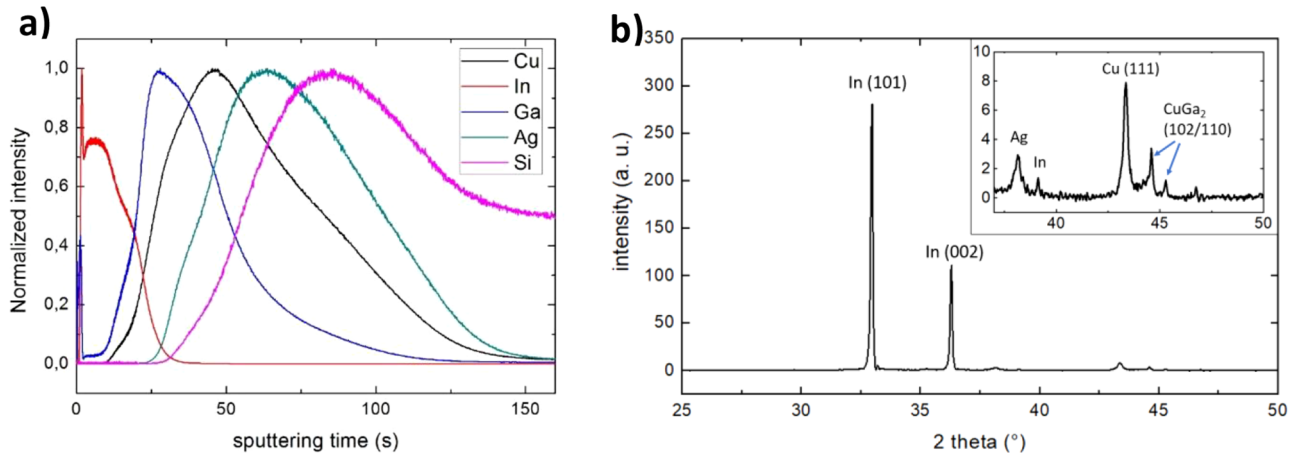 a)
1,0
0,8
0,6
0,4
0,2
0,0
Normalized intensity
0
50
100
150
sputtering time (s)
Cu
In
Ga
Ag
Si
b)
350
300
250
200
150
100
50
0
intensity (a. u.)
25
30
35
40
45
50
2 theta (°)
In (101)
In (002)
10
8
6
4
2
0
40
45
50
Ag
In
Cu (111)
CuGa₂
(102/110)